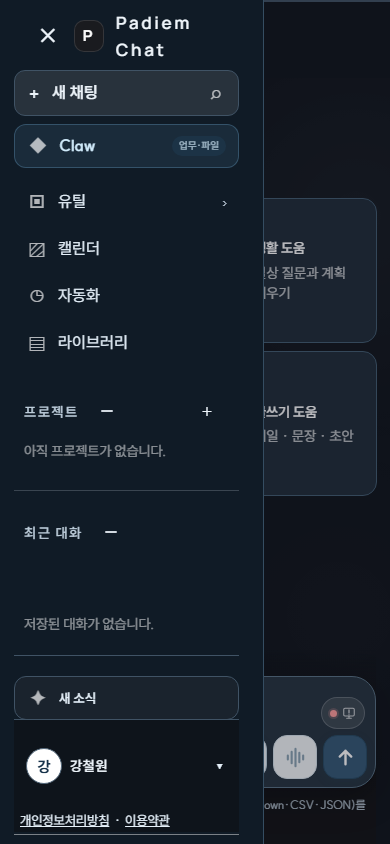 Padiem
Chat
P
+ 새 채팅
Claw
업무·파일
유틸
캘린더
자동화
라이브러리
프로젝트
아직 프로젝트가 없습니다.
최근 대화
저장된 대화가 없습니다.
새 소식
강
강철원
개인정보처리방침 · 이용약관
도움
질문과 계획
우기
쓰기 도움
· 문장 · 초안
own·CSV·JSON)를